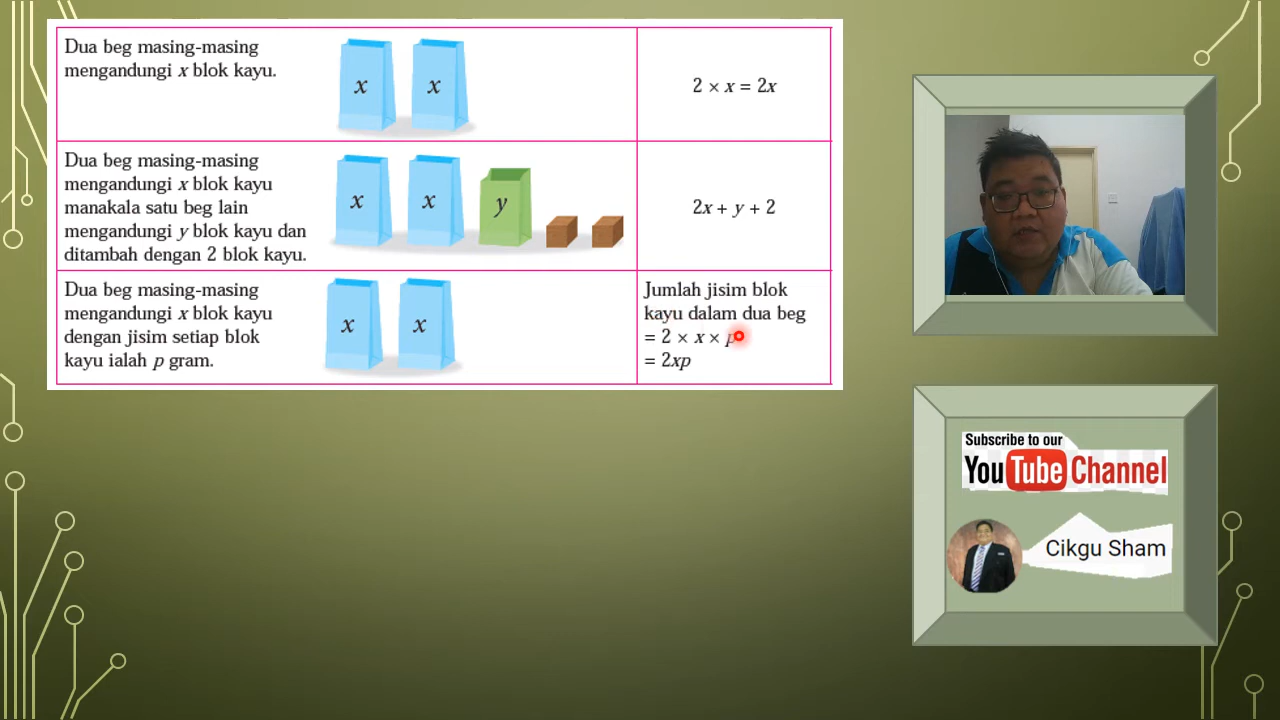 Dua beg masing-masing
mengandungi x blok kayu.
x
x
2 × x = 2x
Dua beg masing-masing
mengandungi x blok kayu
manakala satu beg lain
mengandungi y blok kayu dan
ditambah dengan 2 blok kayu.
x
x
y
2x + y + 2
Dua beg masing-masing
mengandungi x blok kayu
dengan jisim setiap blok
kayu ialah p gram.
x
x
Jumlah jisim blok
kayu dalam dua beg
= 2 × x × p
= 2xp
Subscribe to our
YouTube Channel
Cikgu Sham